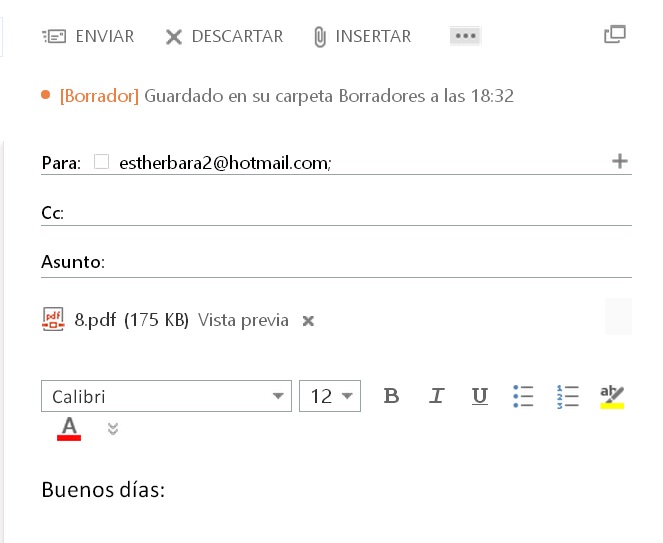 ENVIAR DESCARTAR INSERTAR
[Borrador] Guardado en su carpeta Borradores a las 18:32
Para: estherbara2@hotmail.com;
Cc:
Asunto:
8.pdf (175 KB) Vista previa
Calibri 12 B I U ab
A
Buenos días: